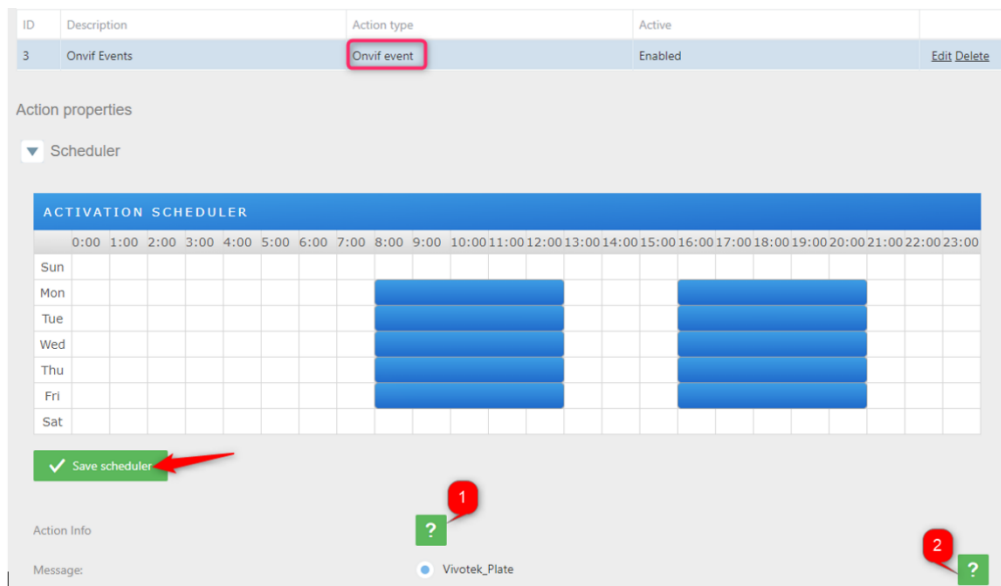 ID Description Action type Active
3 Onvif Events Onvif event Enabled Edit Delete
Action properties
Scheduler
ACTIVATION SCHEDULER
0:00 1:00 2:00 3:00 4:00 5:00 6:00 7:00 8:00 9:00 10:00 11:00 12:00 13:00 14:00 15:00 16:00 17:00 18:00 19:00 20:00 21:00 22:00 23:00
Sun
Mon
Tue
Wed
Thu
Fri
Sat
Save scheduler
1
Action Info ?
2
Message: Vivotek_Plate ?